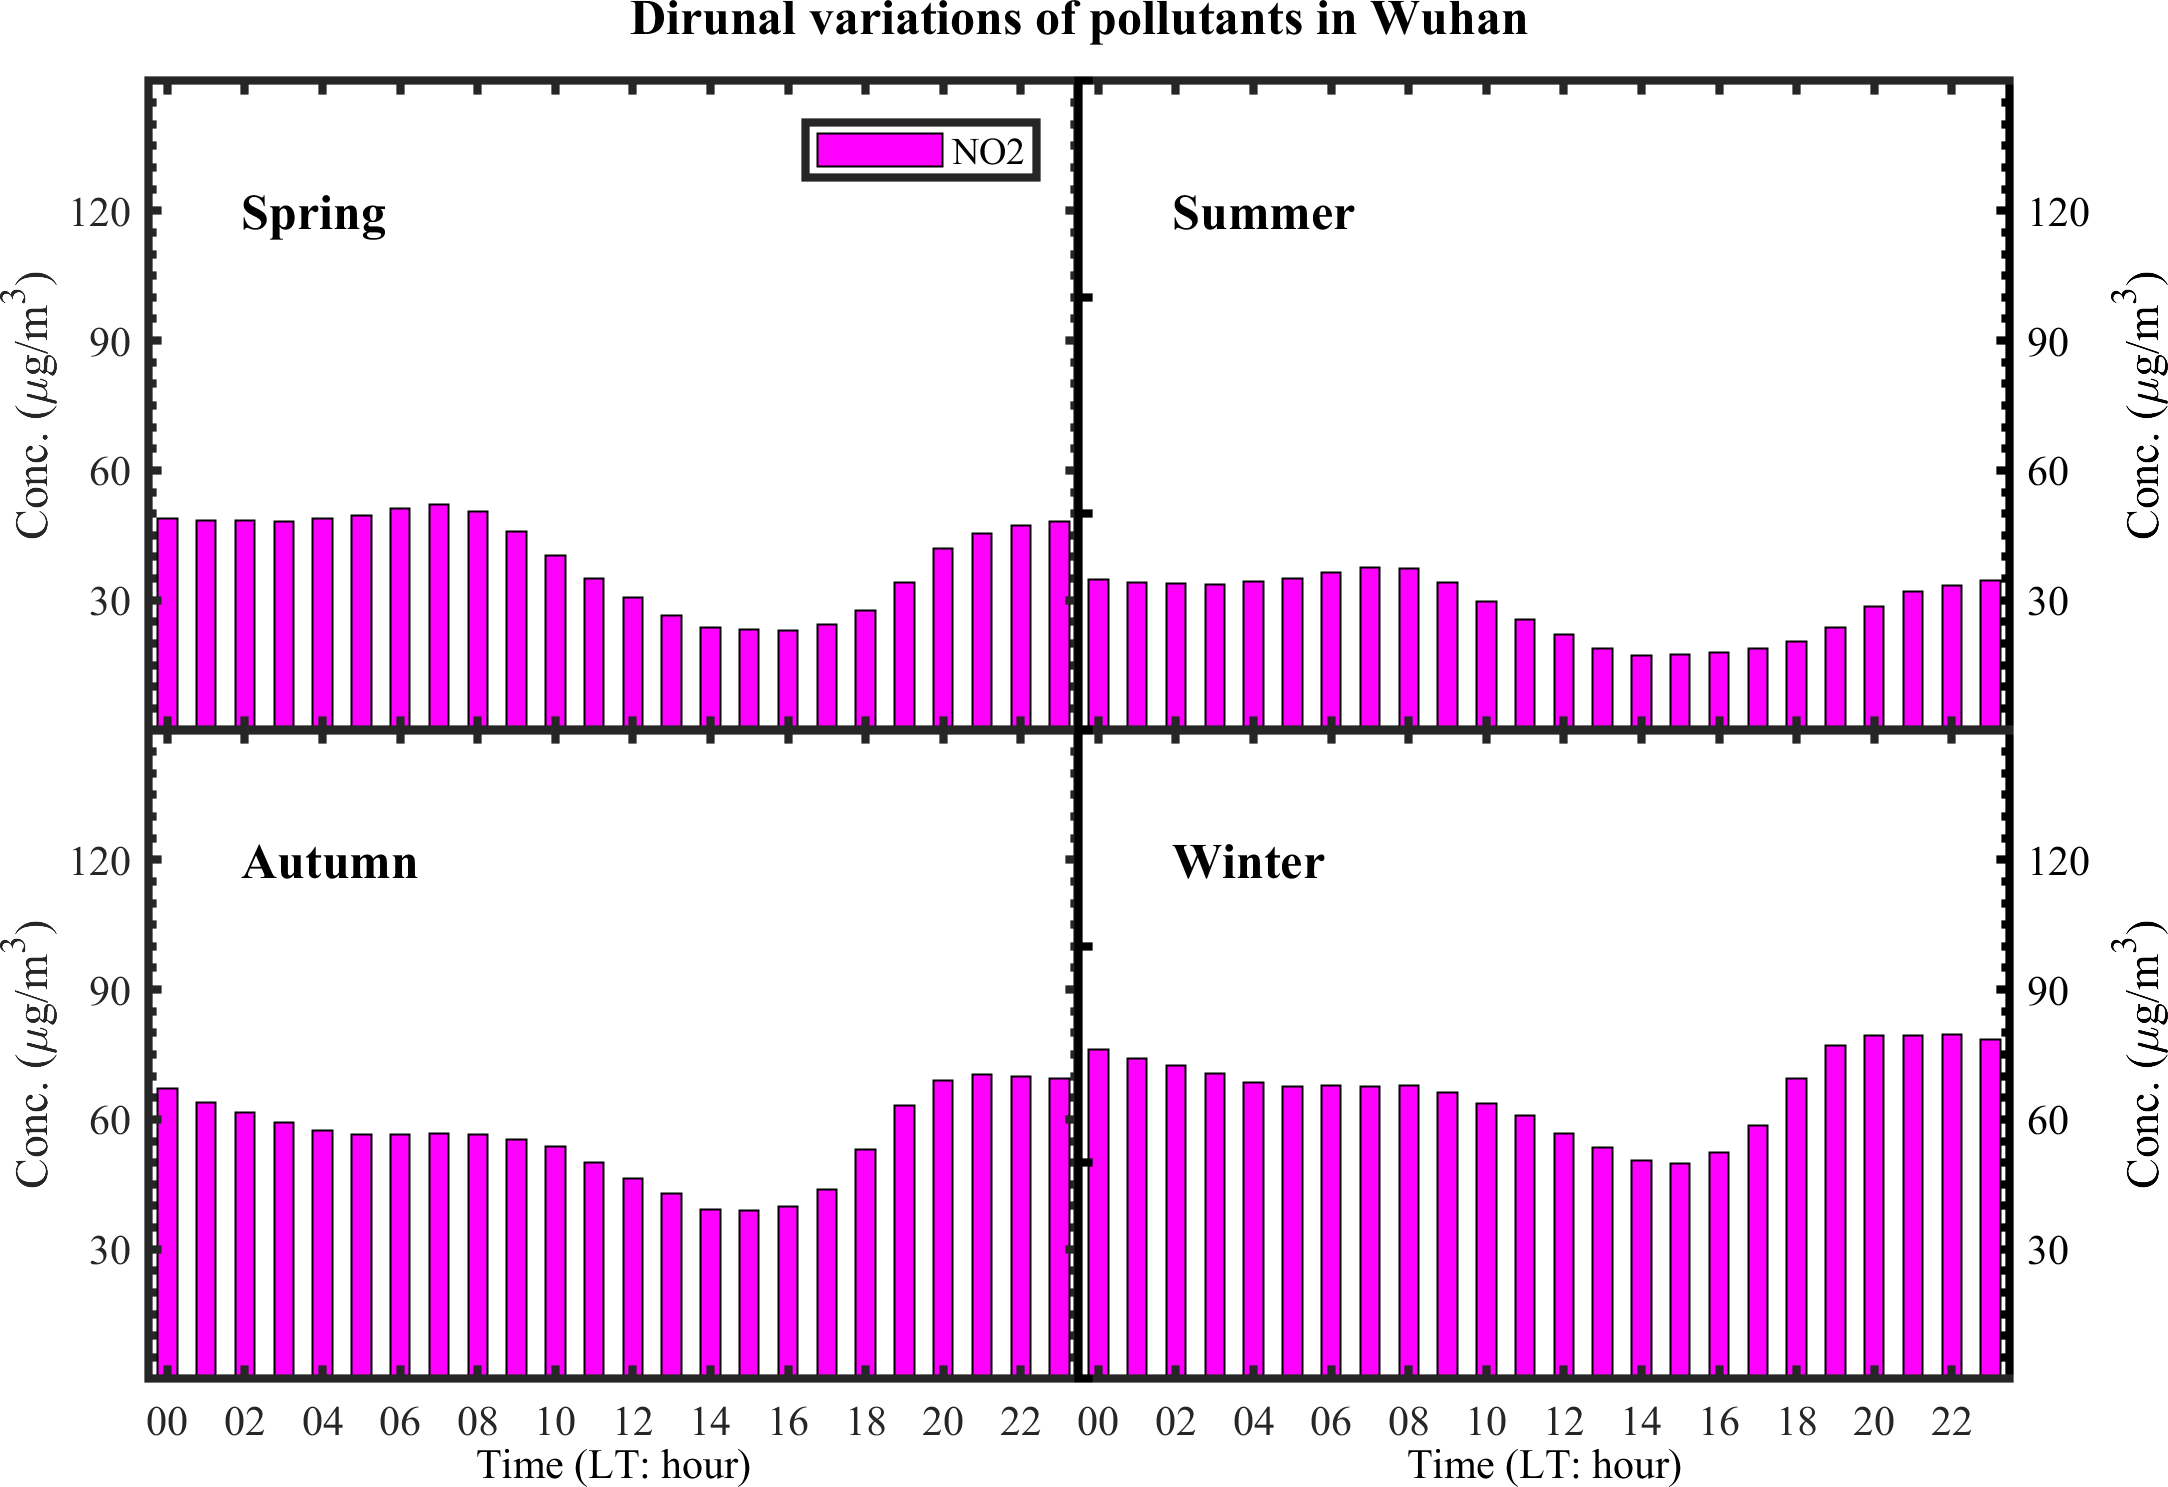 Dirunal variations of pollutants in Wuhan
NO2
Spring
Summer
120
90
60
30
Conc. (μg/m³)
120
90
60
30
Conc. (μg/m³)
Autumn
Winter
120
90
60
30
Conc. (μg/m³)
120
90
60
30
Conc. (μg/m³)
00 02 04 06 08 10 12 14 16 18 20 22
00 02 04 06 08 10 12 14 16 18 20 22
Time (LT: hour)
Time (LT: hour)